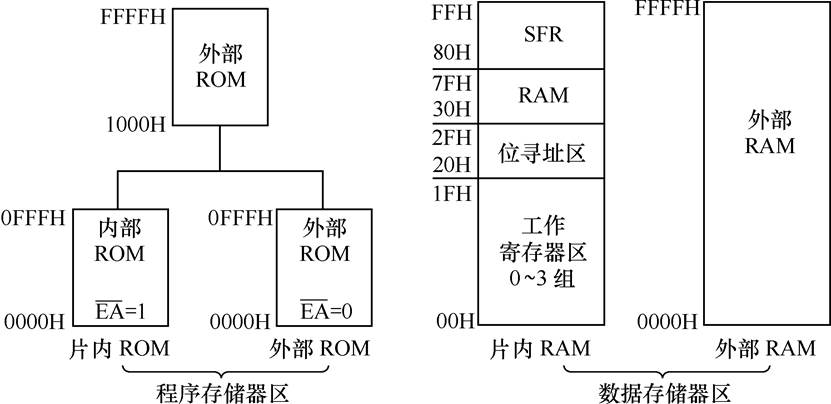 FFFFH
外部
ROM
1000H
0FFFH
内部
ROM
EA=1
0000H
片内 ROM
0FFFH
外部
ROM
EA=0
0000H
外部 ROM
程序存储器区
FFH
SFR
80H
7FH
RAM
30H
2FH
位寻址区
20H
1FH
工作
寄存器区
0~3 组
00H
片内 RAM
FFFFH
外部
RAM
0000H
外部 RAM
数据存储器区